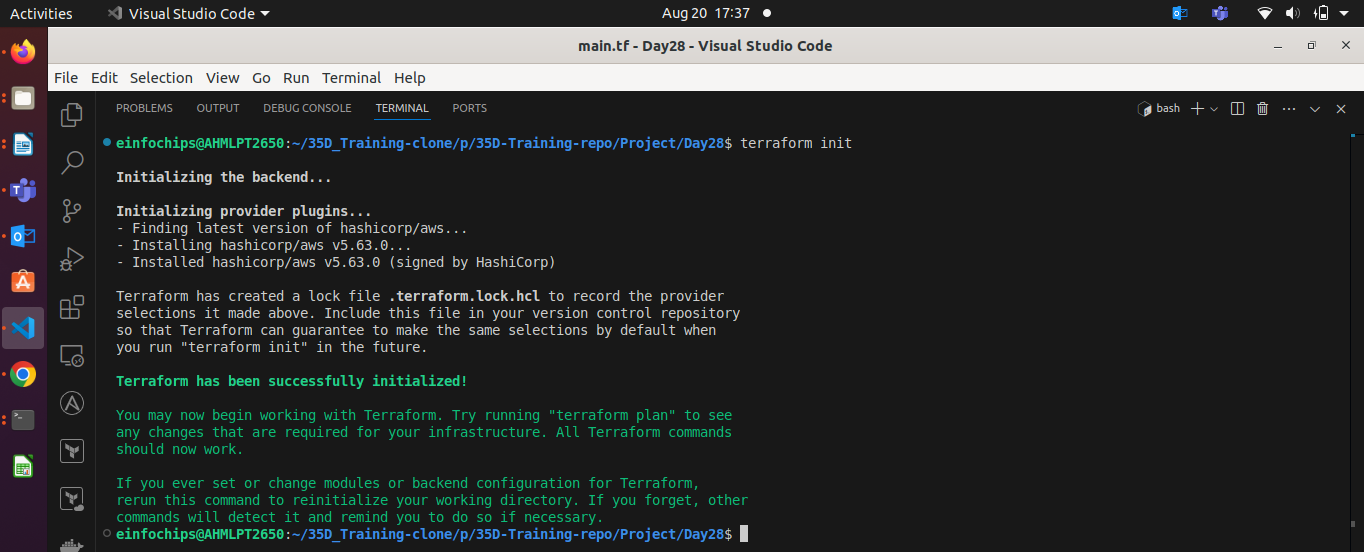 Activities
Visual Studio Code
Aug 20 17:37
main.tf - Day28 - Visual Studio Code
File Edit Selection View Go Run Terminal Help
PROBLEMS OUTPUT DEBUG CONSOLE TERMINAL PORTS
bash
einfochips@AHMLPT2650:~/35D_Training-clone/p/35D-Training-repo/Project/Day28$ terraform init
Initializing the backend...
Initializing provider plugins...
- Finding latest version of hashicorp/aws...
- Installing hashicorp/aws v5.63.0...
- Installed hashicorp/aws v5.63.0 (signed by HashiCorp)
Terraform has created a lock file .terraform.lock.hcl to record the provider
selections it made above. Include this file in your version control repository
so that Terraform can guarantee to make the same selections by default when
you run "terraform init" in the future.
Terraform has been successfully initialized!
You may now begin working with Terraform. Try running "terraform plan" to see
any changes that are required for your infrastructure. All Terraform commands
should now work.
If you ever set or change modules or backend configuration for Terraform,
rerun this command to reinitialize your working directory. If you forget, other
commands will detect it and remind you to do so if necessary.
einfochips@AHMLPT2650:~/35D_Training-clone/p/35D-Training-repo/Project/Day28$